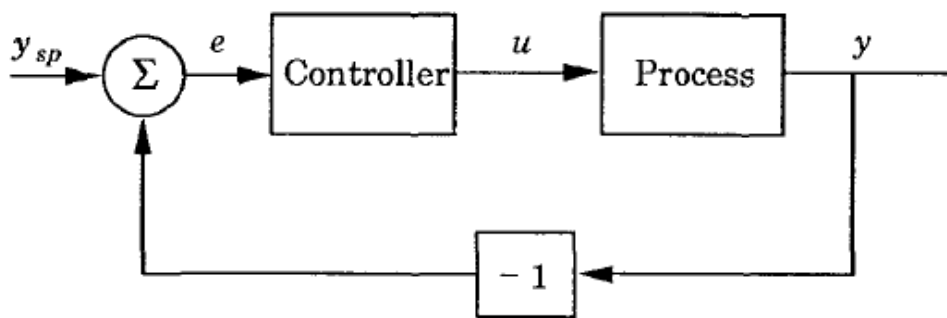 y_sp e u y
Σ Controller Process
− 1